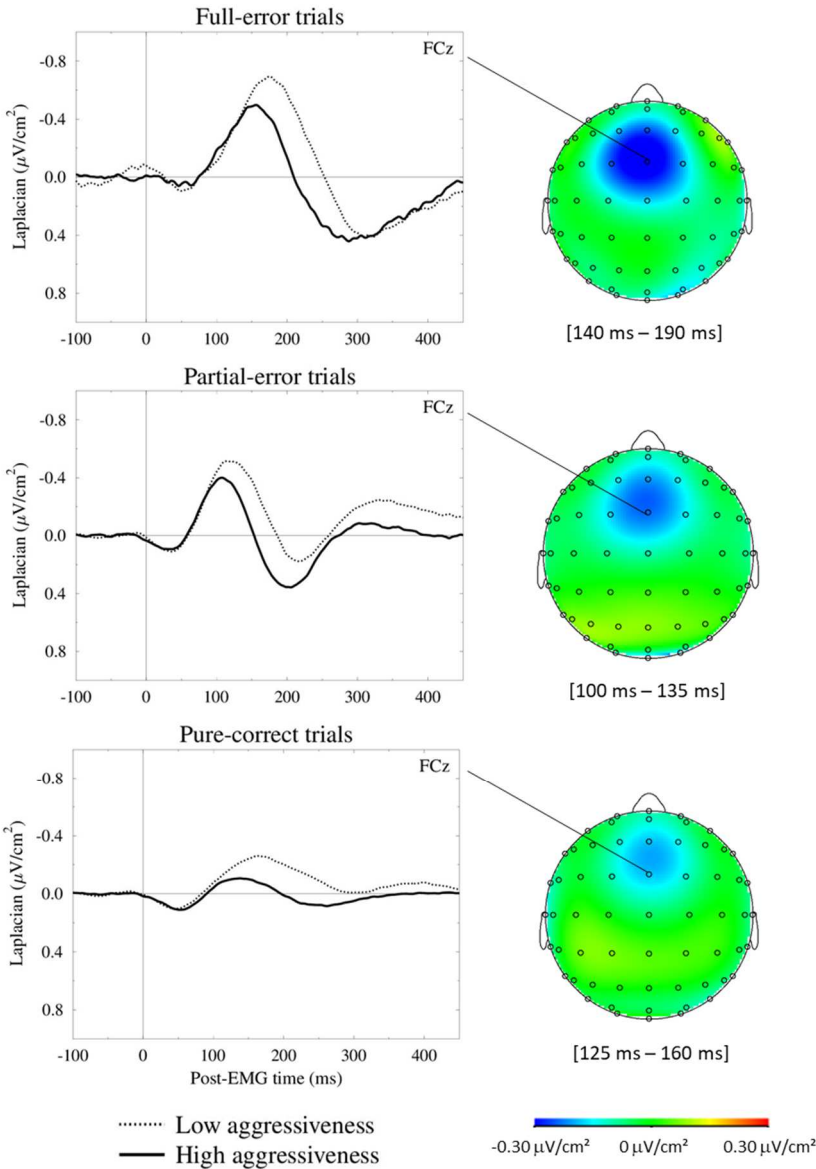 Full-error trials
FCz
-0.8
-0.4
0.0
0.4
0.8
Laplacian (μV/cm²)
-100 0 100 200 300 400
[140 ms – 190 ms]
Partial-error trials
FCz
-0.8
-0.4
0.0
0.4
0.8
Laplacian (μV/cm²)
-100 0 100 200 300 400
[100 ms – 135 ms]
Pure-correct trials
FCz
-0.8
-0.4
0.0
0.4
0.8
Laplacian (μV/cm²)
-100 0 100 200 300 400
Post-EMG time (ms)
[125 ms – 160 ms]
Low aggressiveness
High aggressiveness
-0.30 μV/cm² 0 μV/cm² 0.30 μV/cm²